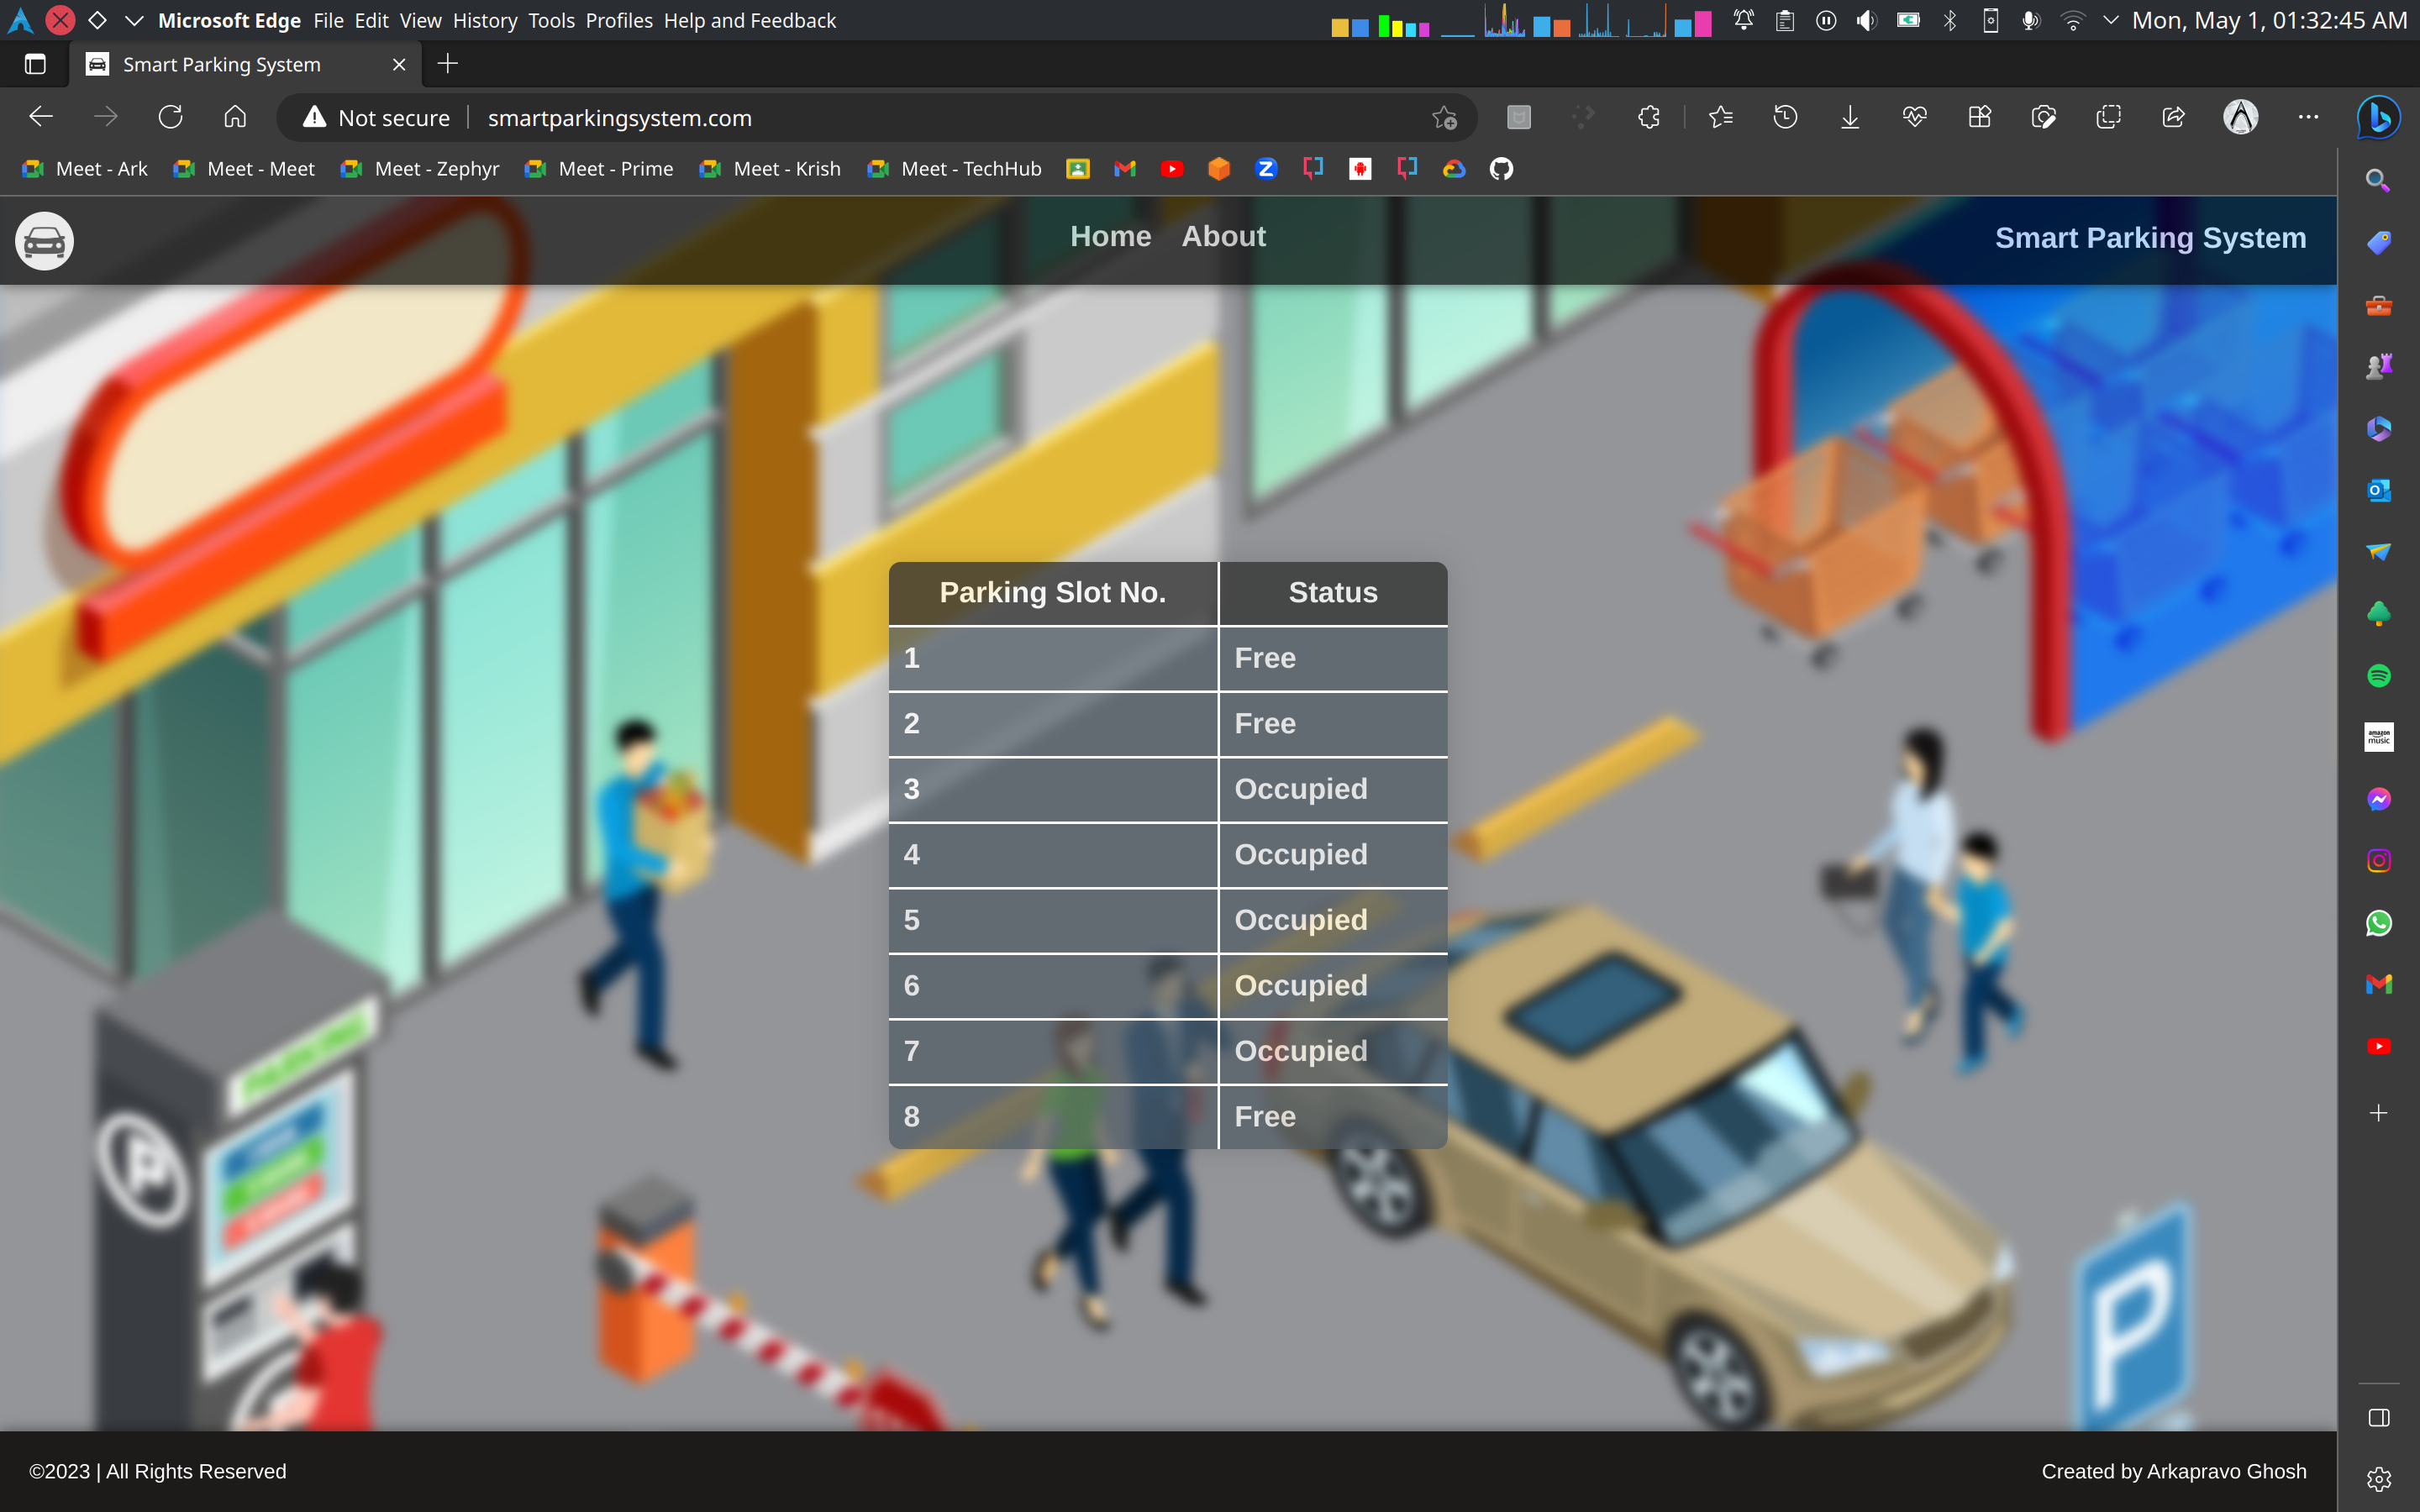 Microsoft Edge File Edit View History Tools Profiles Help and Feedback Mon, May 1, 01:32:45 AM
Smart Parking System
Not secure smartparkingsystem.com
Meet - Ark Meet - Meet Meet - Zephyr Meet - Prime Meet - Krish Meet - TechHub
Home About Smart Parking System
Parking Slot No. Status
1 Free
2 Free
3 Occupied
4 Occupied
5 Occupied
6 Occupied
7 Occupied
8 Free
PARKING
P
P
©2023 | All Rights Reserved Created by Arkapravo Ghosh
amazon
music